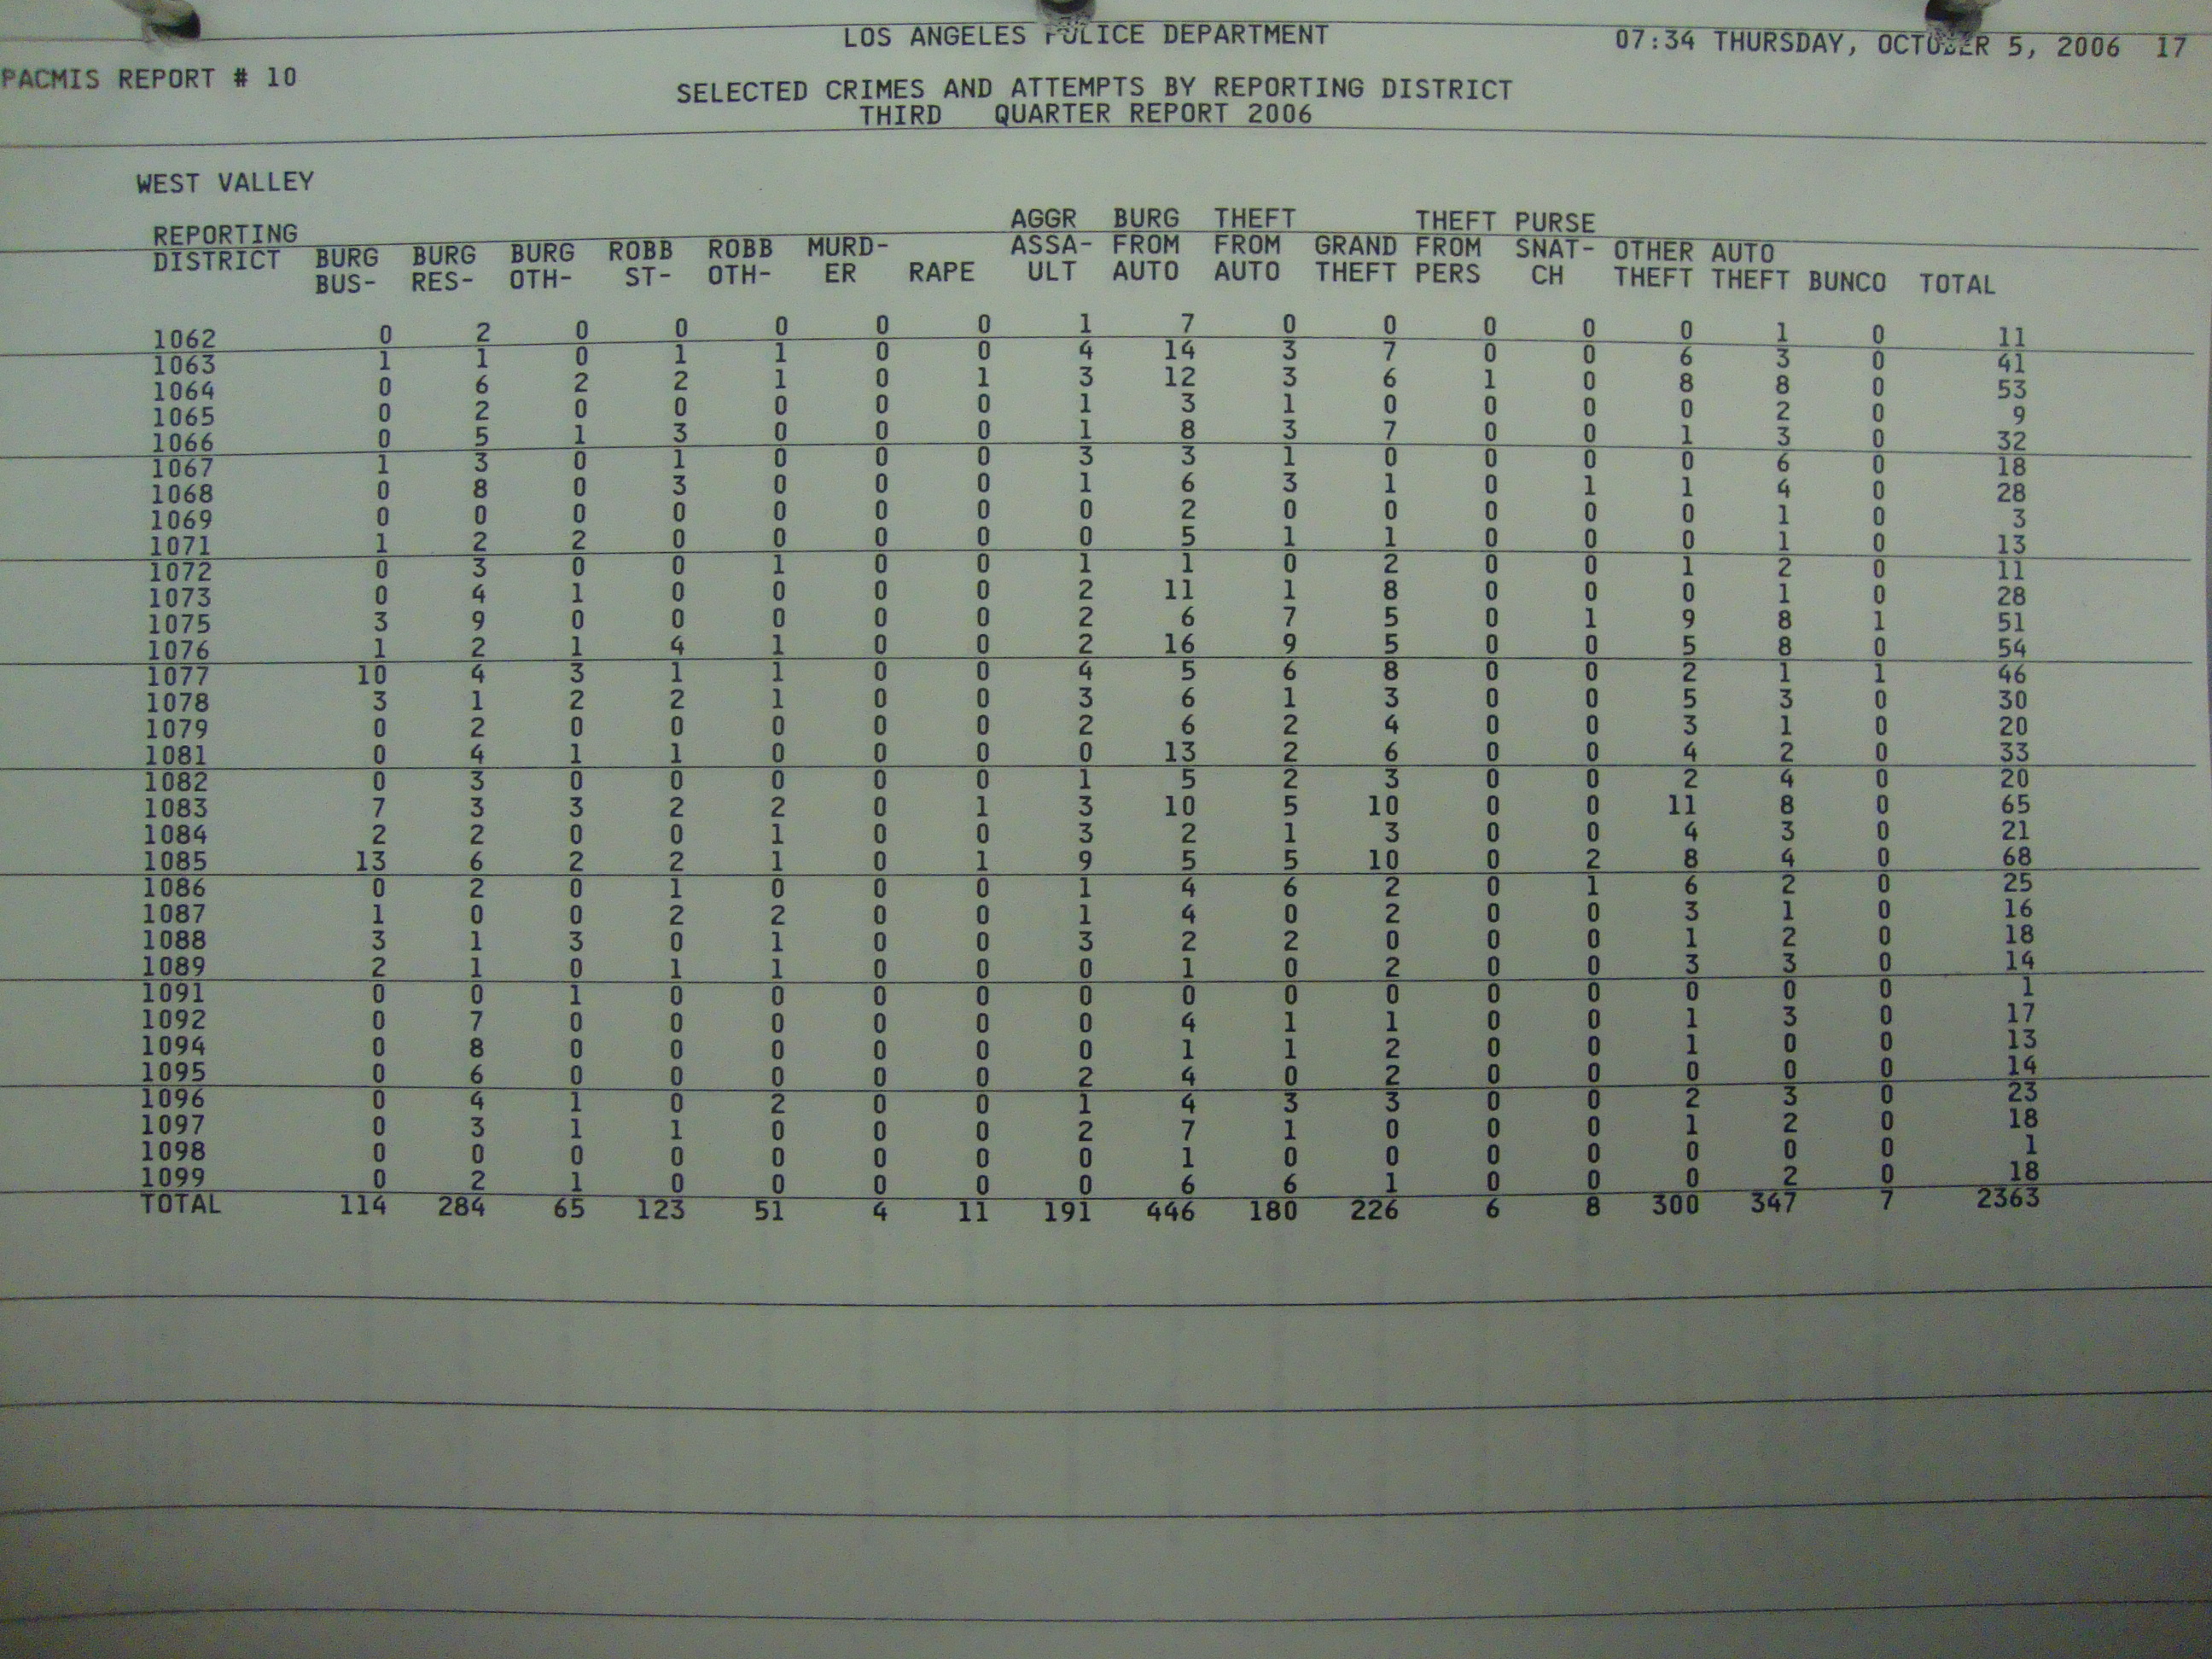 LOS ANGELES POLICE DEPARTMENT 07:34 THURSDAY, OCTOBER 5, 2006 17
PACMIS REPORT # 10
SELECTED CRIMES AND ATTEMPTS BY REPORTING DISTRICT
THIRD QUARTER REPORT 2006
WEST VALLEY
AGGR BURG THEFT THEFT PURSE
REPORTING BURG BURG BURG ROBB ROBB MURD- ASSA- FROM FROM GRAND FROM SNAT- OTHER AUTO
DISTRICT BUS- RES- OTH- ST- OTH- ER RAPE ULT AUTO AUTO THEFT PERS CH THEFT THEFT BUNCO TOTAL
1062 0 2 0 0 0 0 0 1 7 0 0 0 0 0 1 0 11
1063 1 1 0 1 1 0 0 4 14 3 7 0 0 6 3 0 41
1064 0 6 2 2 1 0 1 3 12 3 6 1 0 8 8 0 53
1065 0 2 0 0 0 0 0 1 3 1 0 0 0 0 2 0 9
1066 0 5 1 3 0 0 0 1 8 3 7 0 0 1 3 0 32
1067 1 3 0 1 0 0 0 3 3 1 0 0 0 0 6 0 18
1068 0 8 0 3 0 0 0 1 6 3 1 0 1 1 4 0 28
1069 0 0 0 0 0 0 0 0 2 0 0 0 0 0 1 0 3
1071 1 2 2 0 0 0 0 0 5 1 1 0 0 0 1 0 13
1072 0 3 0 0 1 0 0 1 1 0 2 0 0 1 2 0 11
1073 0 4 1 0 0 0 0 2 11 1 8 0 0 0 1 0 28
1075 3 9 0 0 0 0 0 2 6 7 5 0 1 9 8 1 51
1076 1 2 1 4 1 0 0 2 16 9 5 0 0 5 8 0 54
1077 10 4 3 1 1 0 0 4 5 6 8 0 0 2 1 1 46
1078 3 1 2 2 1 0 0 3 6 1 3 0 0 5 3 0 30
1079 0 2 0 0 0 0 0 2 6 2 4 0 0 3 1 0 20
1081 0 4 1 1 0 0 0 0 13 2 6 0 0 4 2 0 33
1082 0 3 0 0 0 0 0 1 5 2 3 0 0 2 4 0 20
1083 7 3 3 2 2 0 1 3 10 5 10 0 0 11 8 0 65
1084 2 2 0 0 1 0 0 3 2 1 3 0 0 4 3 0 21
1085 13 6 2 2 1 0 1 9 5 5 10 0 2 8 4 0 68
1086 0 2 0 1 0 0 0 1 4 6 2 0 1 6 2 0 25
1087 1 0 0 2 2 0 0 1 4 0 2 0 0 3 1 0 16
1088 3 1 3 0 1 0 0 3 2 2 0 0 0 1 2 0 18
1089 2 1 0 1 1 0 0 0 1 0 2 0 0 3 3 0 14
1091 0 0 1 0 0 0 0 0 0 0 0 0 0 0 0 0 1
1092 0 7 0 0 0 0 0 0 4 1 1 0 0 1 3 0 17
1094 0 8 0 0 0 0 0 0 1 1 2 0 0 1 0 0 13
1095 0 6 0 0 0 0 0 2 4 0 2 0 0 0 0 0 14
1096 0 4 1 0 2 0 0 1 4 3 3 0 0 2 3 0 23
1097 0 3 1 1 0 0 0 2 7 1 0 0 0 1 2 0 18
1098 0 0 0 0 0 0 0 0 1 0 0 0 0 0 0 0 1
1099 0 2 1 0 0 0 0 0 6 6 1 0 0 0 2 0 18
TOTAL 114 284 65 123 51 4 11 191 446 180 226 6 8 300 347 7 2363